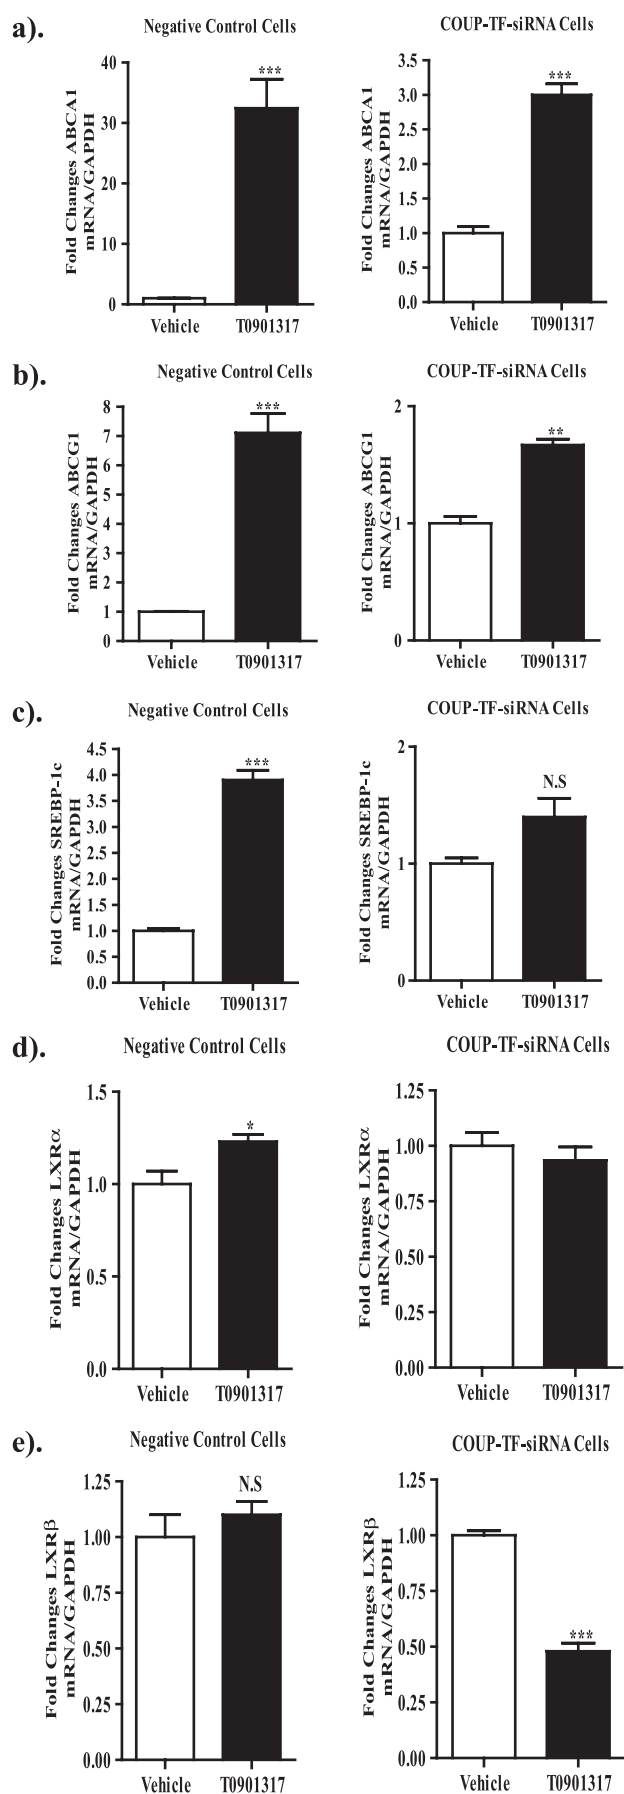 a).
Negative Control Cells
COUP-TF-siRNA Cells
Fold Changes ABCA1
mRNA/GAPDH
40
30
20
10
0
***
Vehicle
T0901317
Fold Changes ABCA1
mRNA/GAPDH
3.5
3.0
2.5
2.0
1.5
1.0
0.5
0.0
***
Vehicle
T0901317
b).
Negative Control Cells
COUP-TF-siRNA Cells
Fold Changes ABCG1
mRNA/GAPDH
8
7
6
5
4
3
2
1
0
***
Vehicle
T0901317
Fold Changes ABCG1
mRNA/GAPDH
2
1
0
**
Vehicle
T0901317
c).
Negative Control Cells
COUP-TF-siRNA Cells
Fold Changes SREBP-1c
mRNA/GAPDH
4.5
4.0
3.5
3.0
2.5
2.0
1.5
1.0
0.5
0.0
***
Vehicle
T0901317
Fold Changes SREBP-1c
mRNA/GAPDH
2
1
0
N.S
Vehicle
T0901317
d).
Negative Control Cells
COUP-TF-siRNA Cells
Fold Changes LXRα
mRNA/GAPDH
1.5
1.0
0.5
0.0
*
Vehicle
T0901317
Fold Changes LXRα
mRNA/GAPDH
1.25
1.00
0.75
0.50
0.25
0.00
Vehicle
T0901317
e).
Negative Control Cells
COUP-TF-siRNA Cells
Fold Changes LXRβ
mRNA/GAPDH
1.25
1.00
0.75
0.50
0.25
0.00
N.S
Vehicle
T0901317
Fold Changes LXRβ
mRNA/GAPDH
1.25
1.00
0.75
0.50
0.25
0.00
***
Vehicle
T0901317